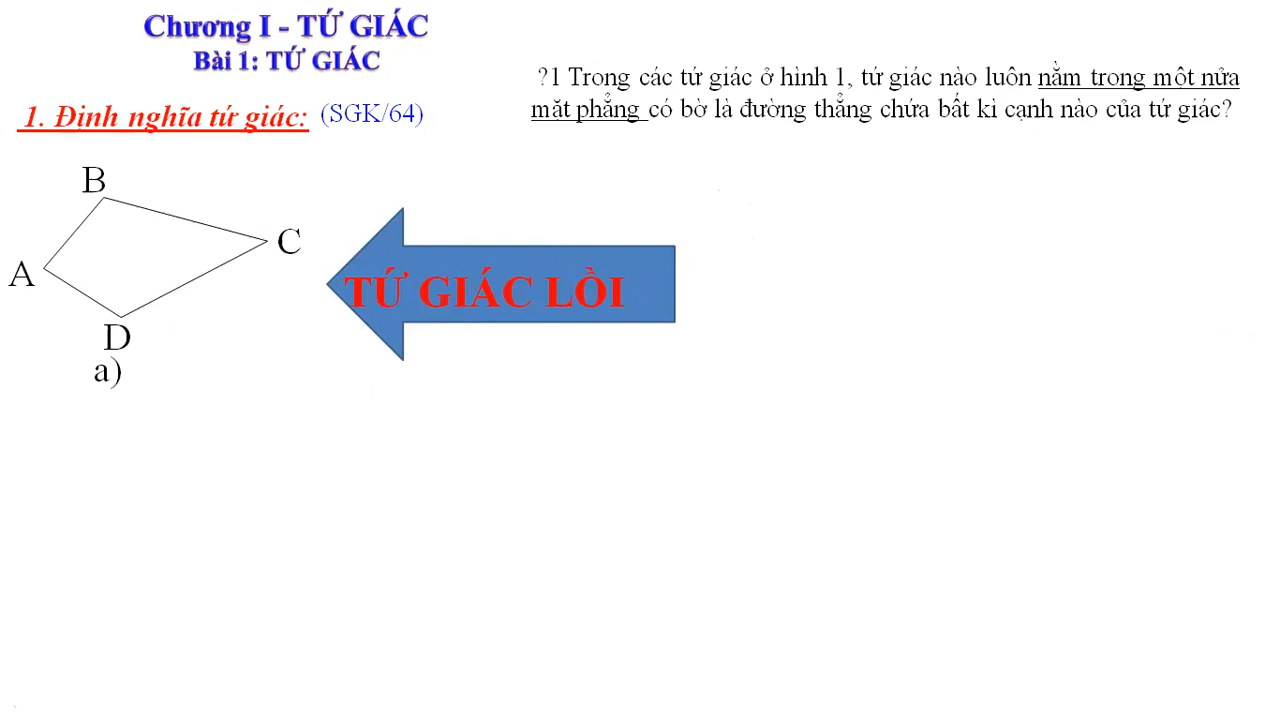 Chương I - TỨ GIÁC
Bài 1: TỨ GIÁC
?1 Trong các tứ giác ở hình 1, tứ giác nào luôn nằm trong một nửa
măt phẳng có bờ là đường thẳng chứa bất kì cạnh nào của tứ giác?
1. Định nghĩa tứ giác: (SGK/64)
B
C
A
TỨ GIÁC LỒI
D
a)